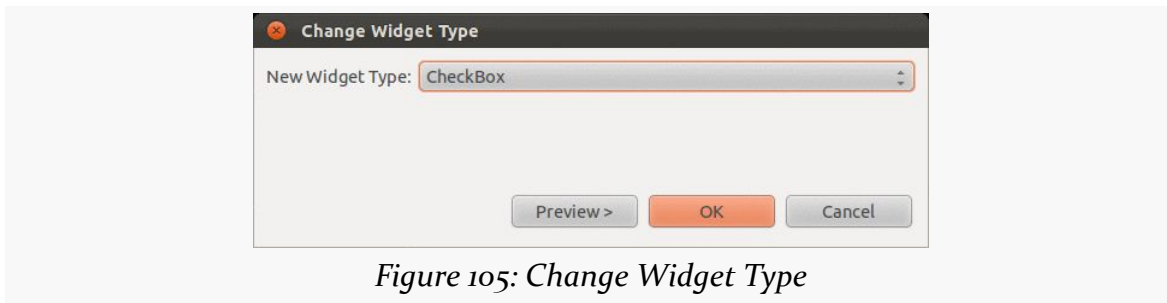 Change Widget Type
New Widget Type: CheckBox
Preview > OK Cancel
Figure 105: Change Widget Type